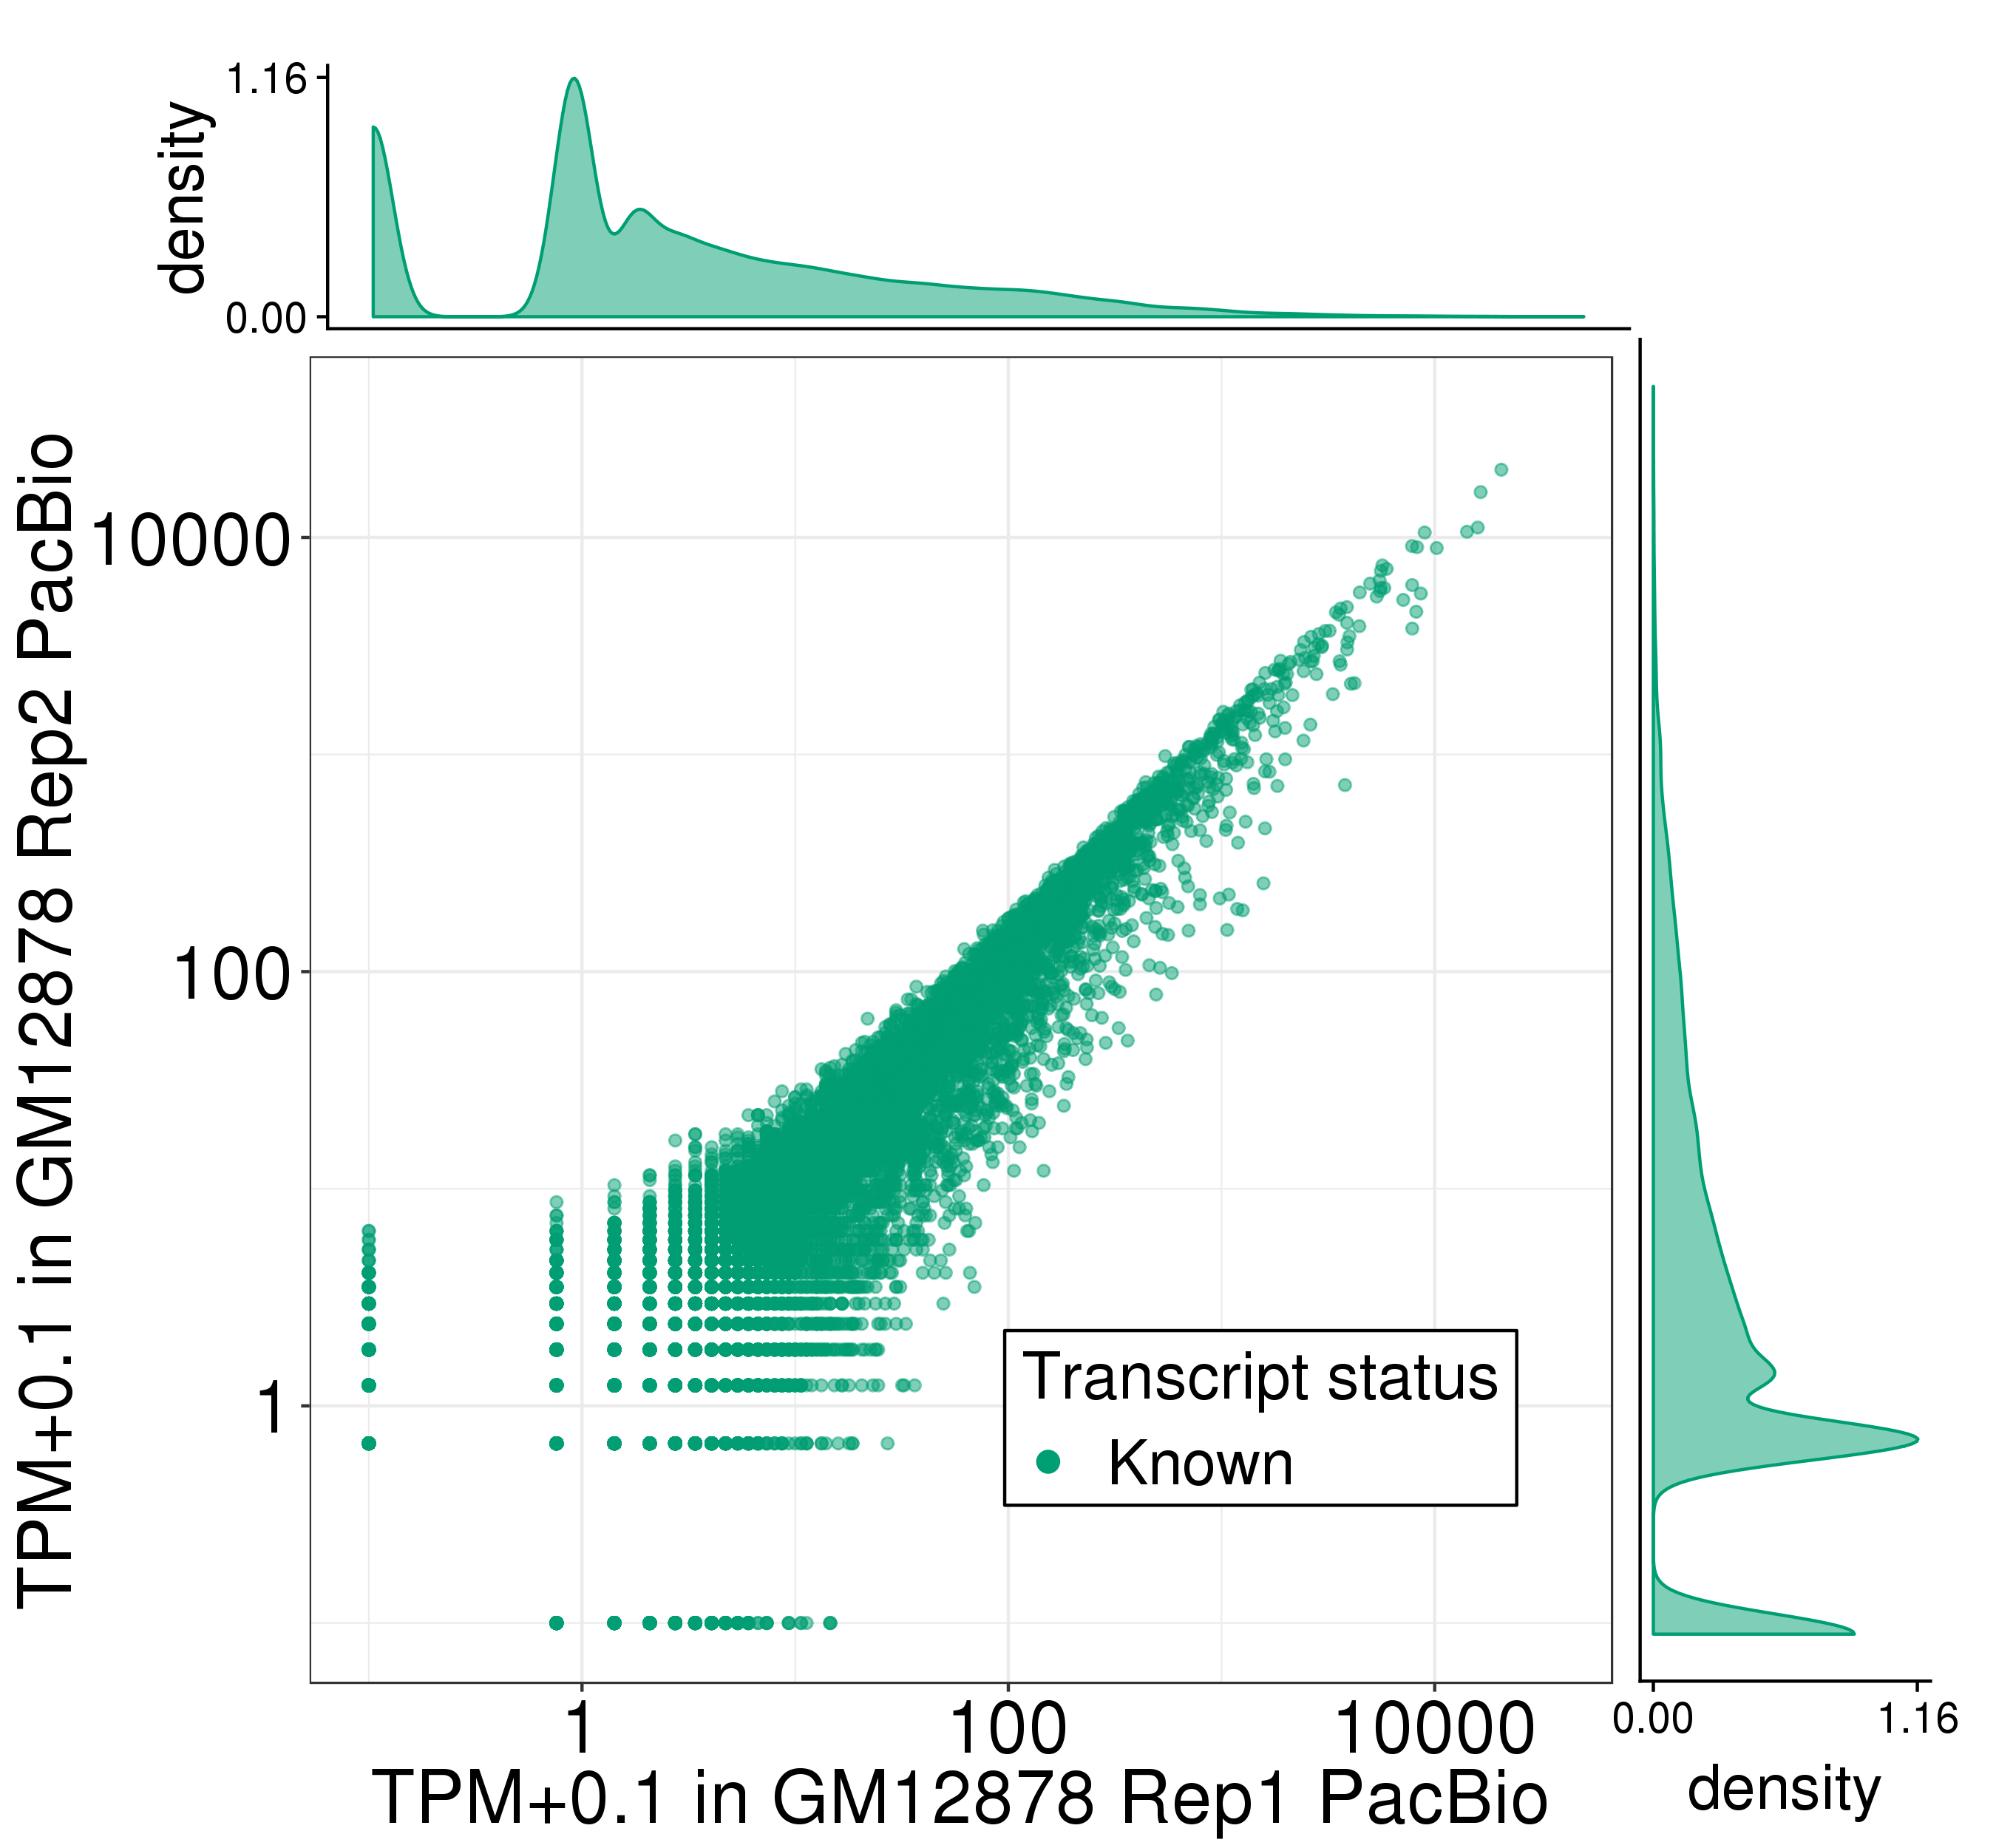 1.16
density
0.00
TPM+0.1 in GM12878 Rep2 PacBio
10000
100
1
Transcript status
Known
1
100
10000
TPM+0.1 in GM12878 Rep1 PacBio
0.00
1.16
density